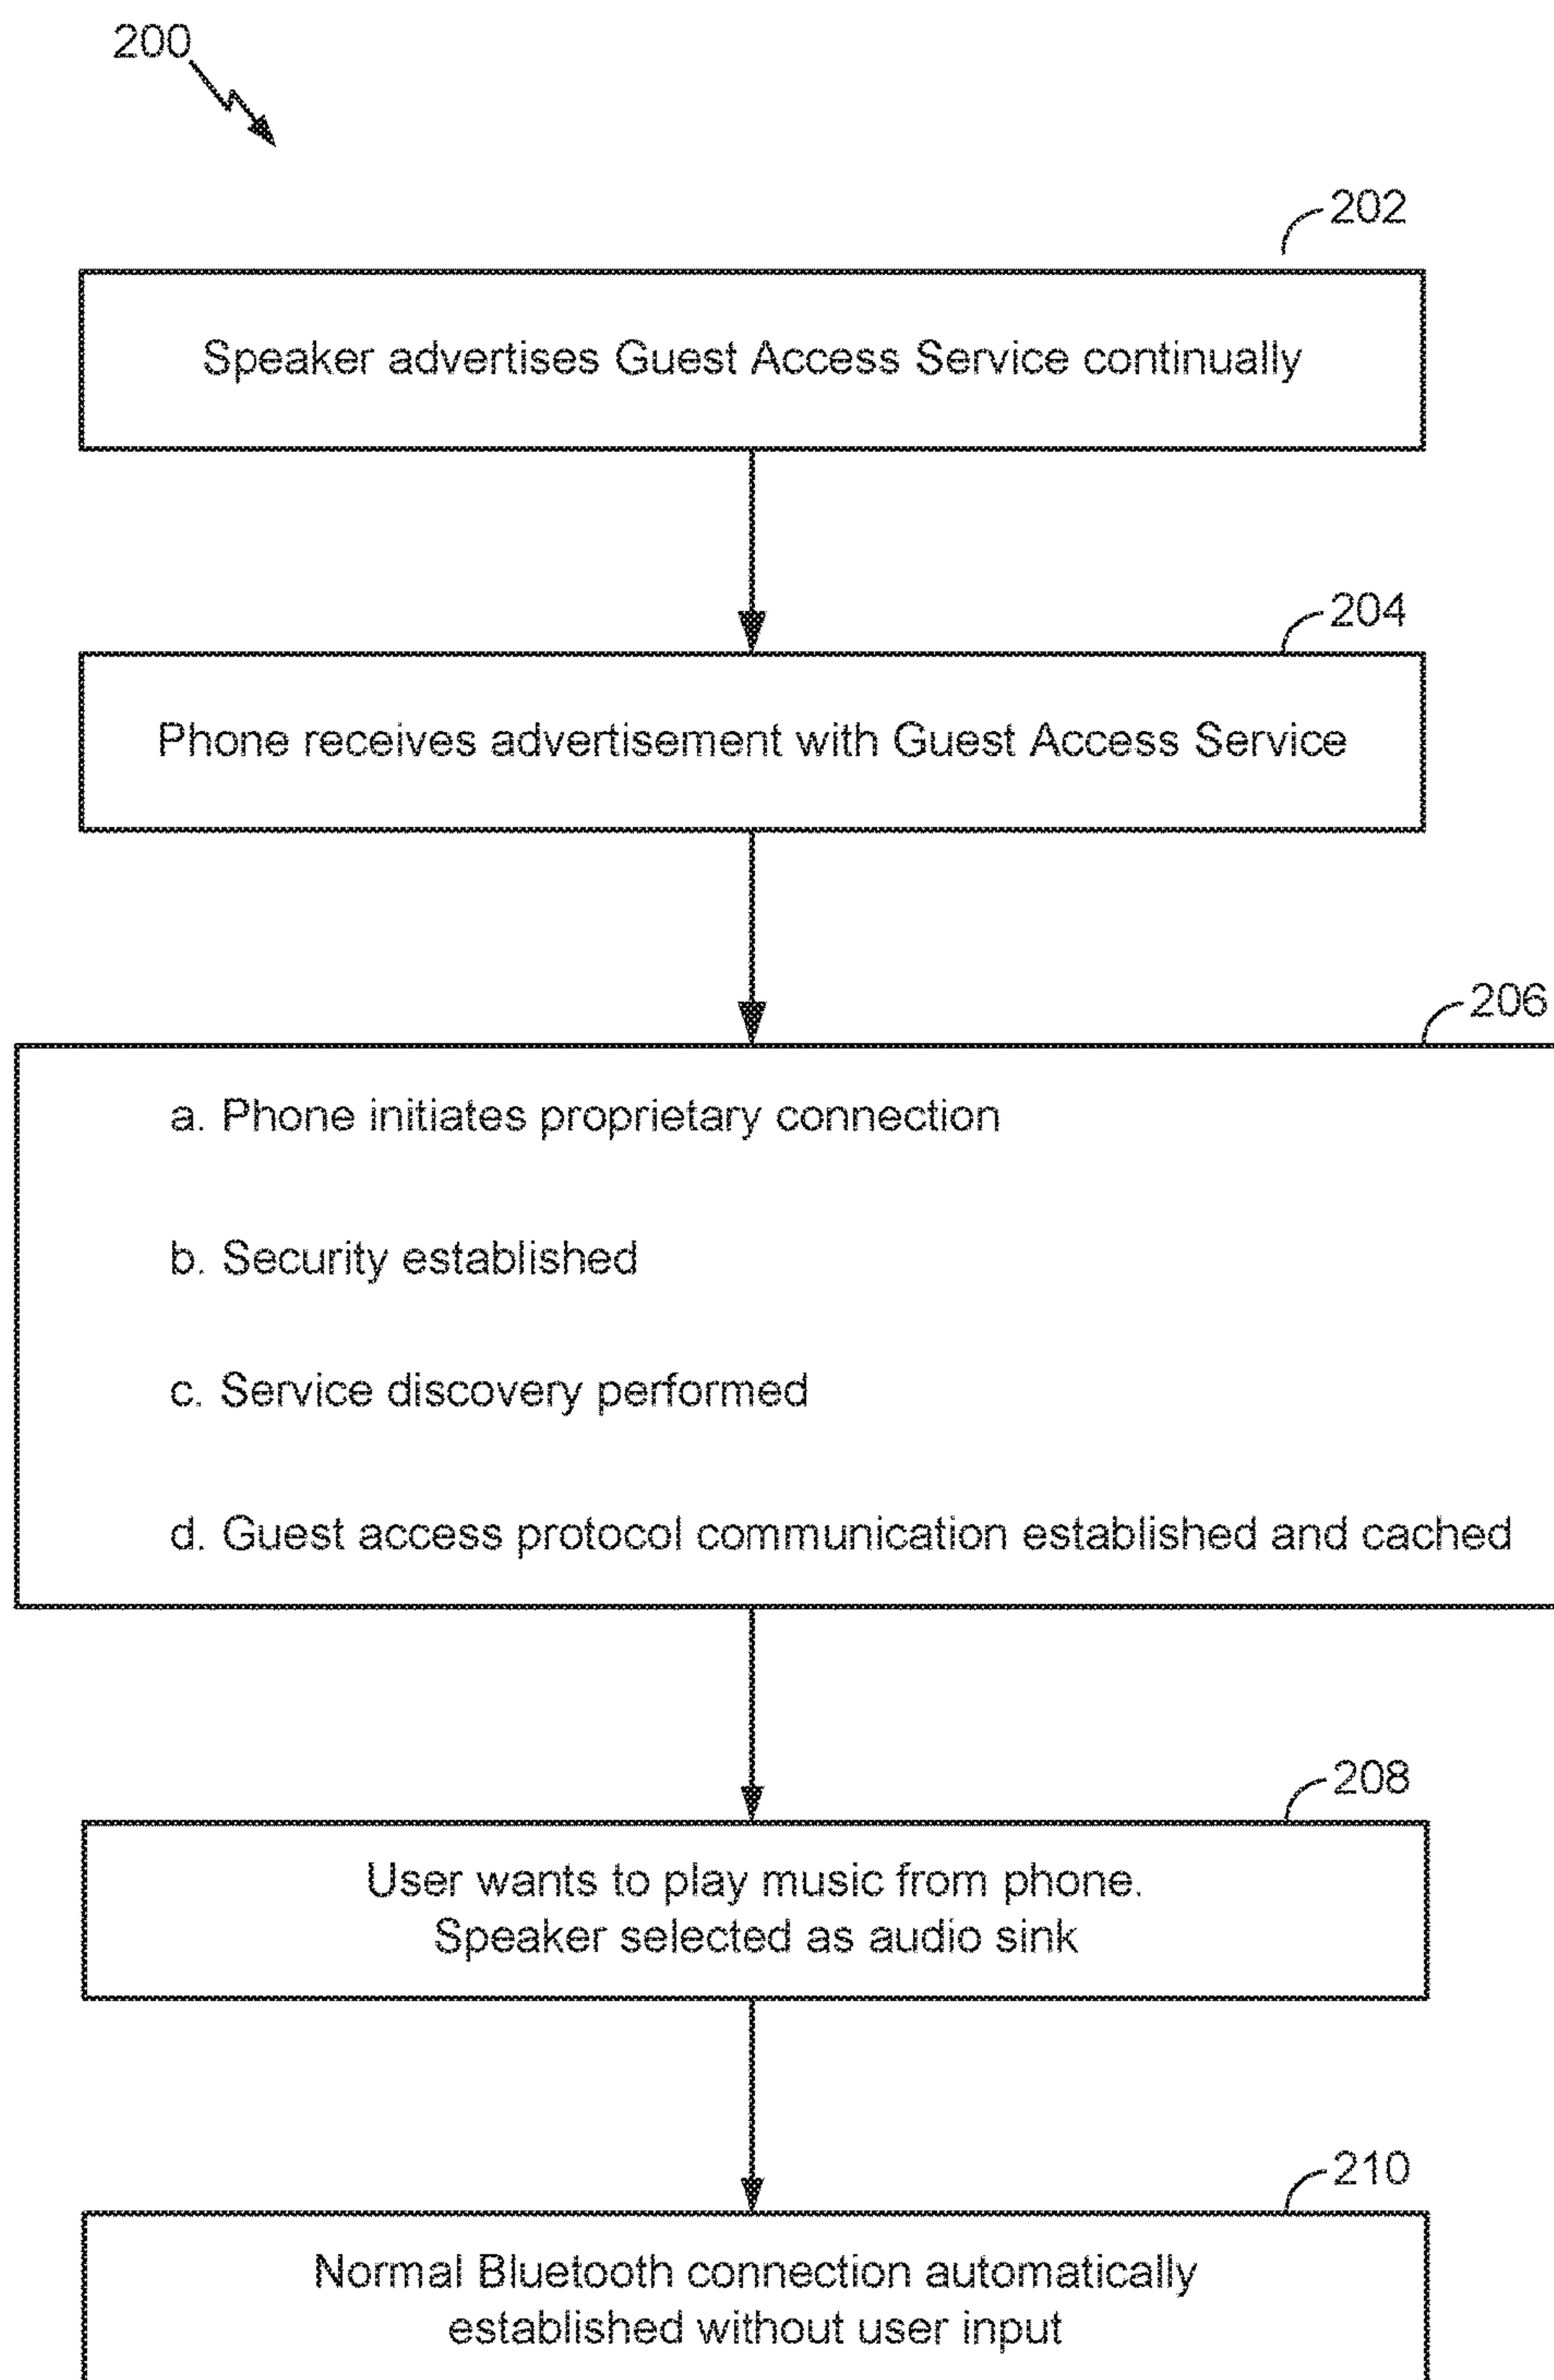 200
202
Speaker advertises Guest Access Service continually
204
Phone receives advertisement with Guest Access Service
206
a. Phone initiates proprietary connection
b. Security established
c. Service discovery performed
d. Guest access protocol communication established and cached
208
User wants to play music from phone.
Speaker selected as audio sink
210
Normal Bluetooth connection automatically
established without user input